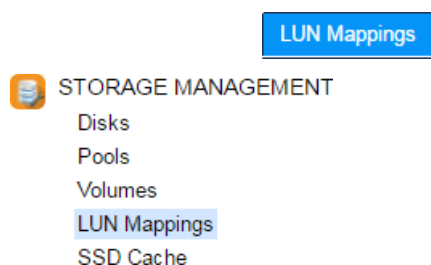 LUN Mappings
STORAGE MANAGEMENT
Disks
Pools
Volumes
LUN Mappings
SSD Cache